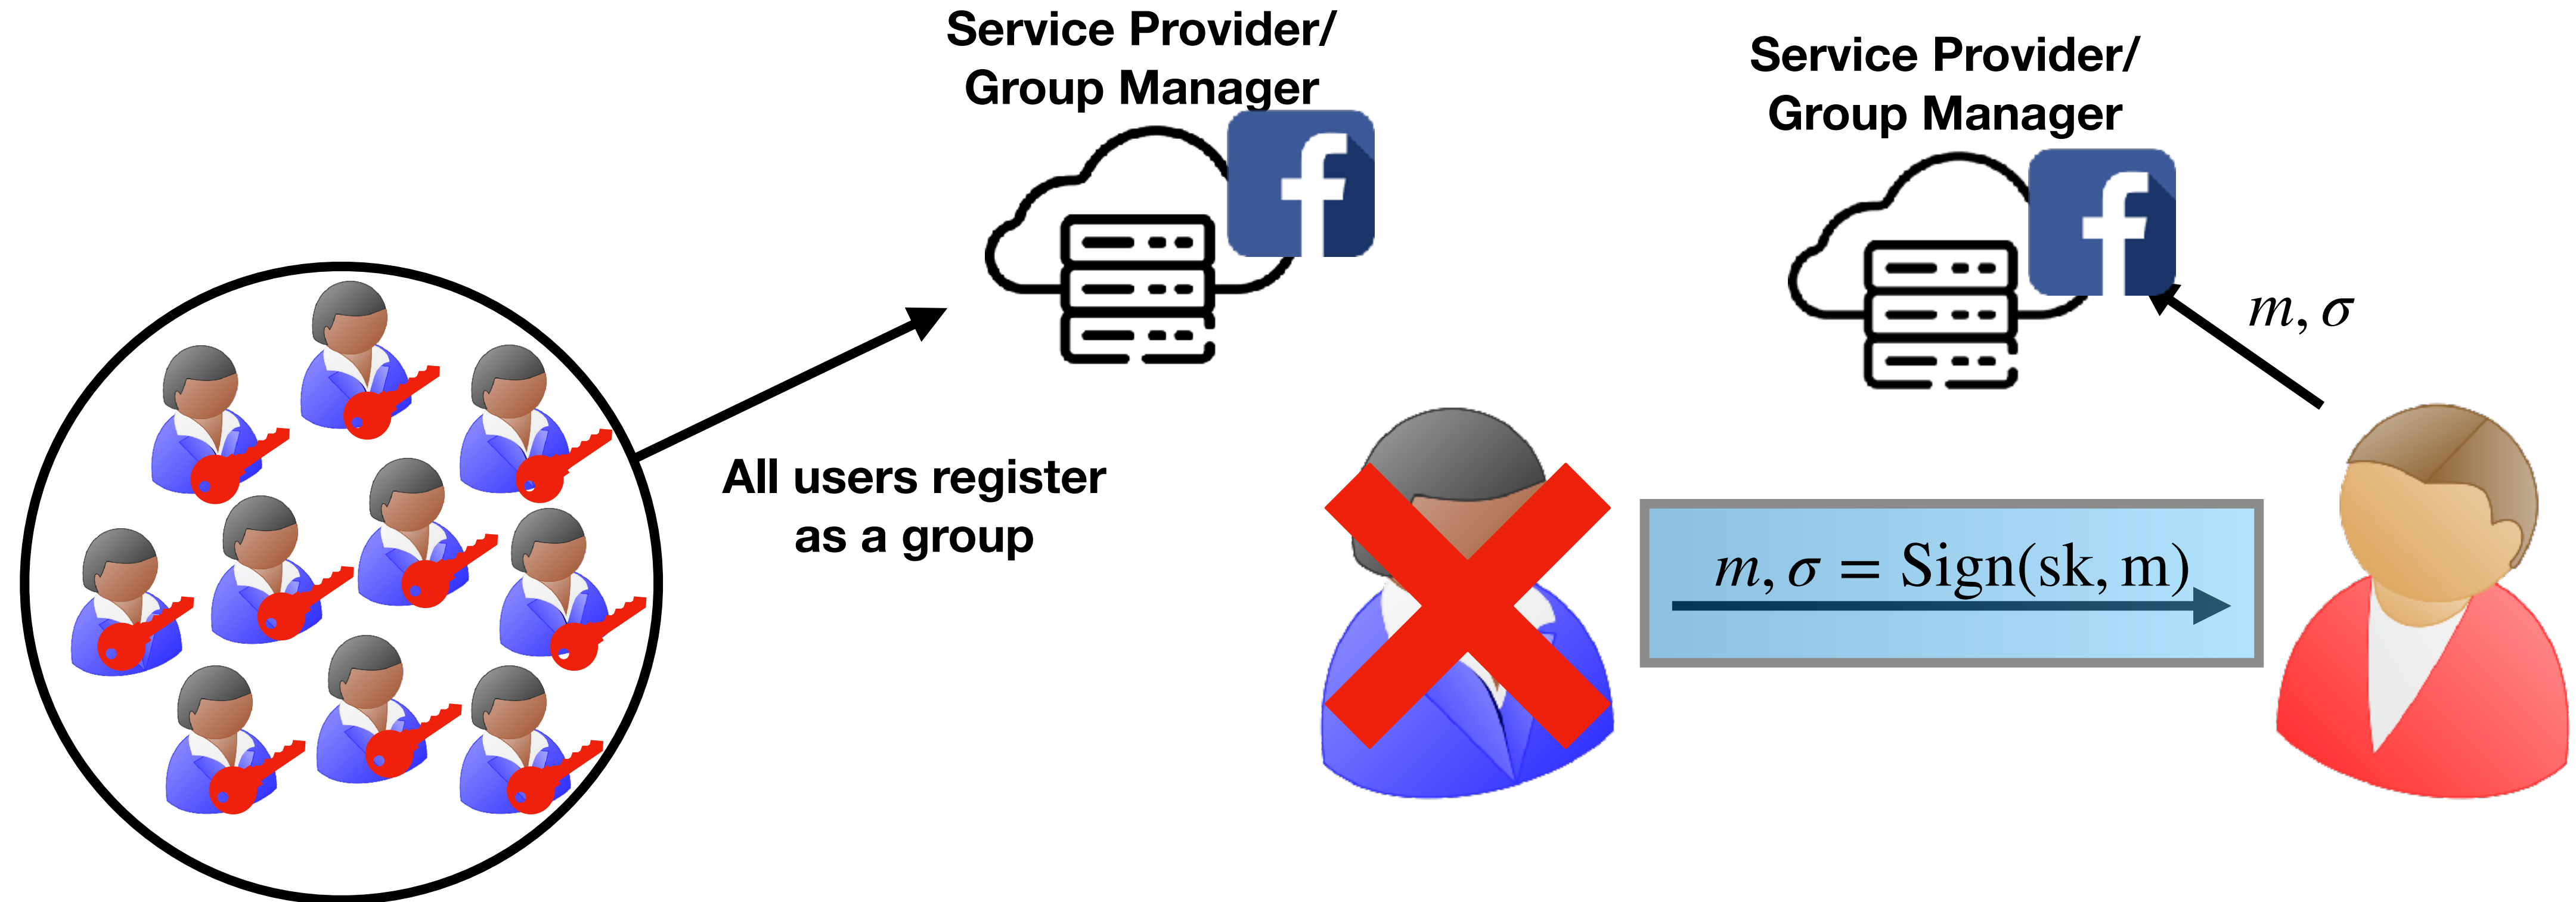 Service Provider/
Group Manager
f
All users register
as a group
Service Provider/
Group Manager
f
m, σ
m, σ = Sign(sk, m)